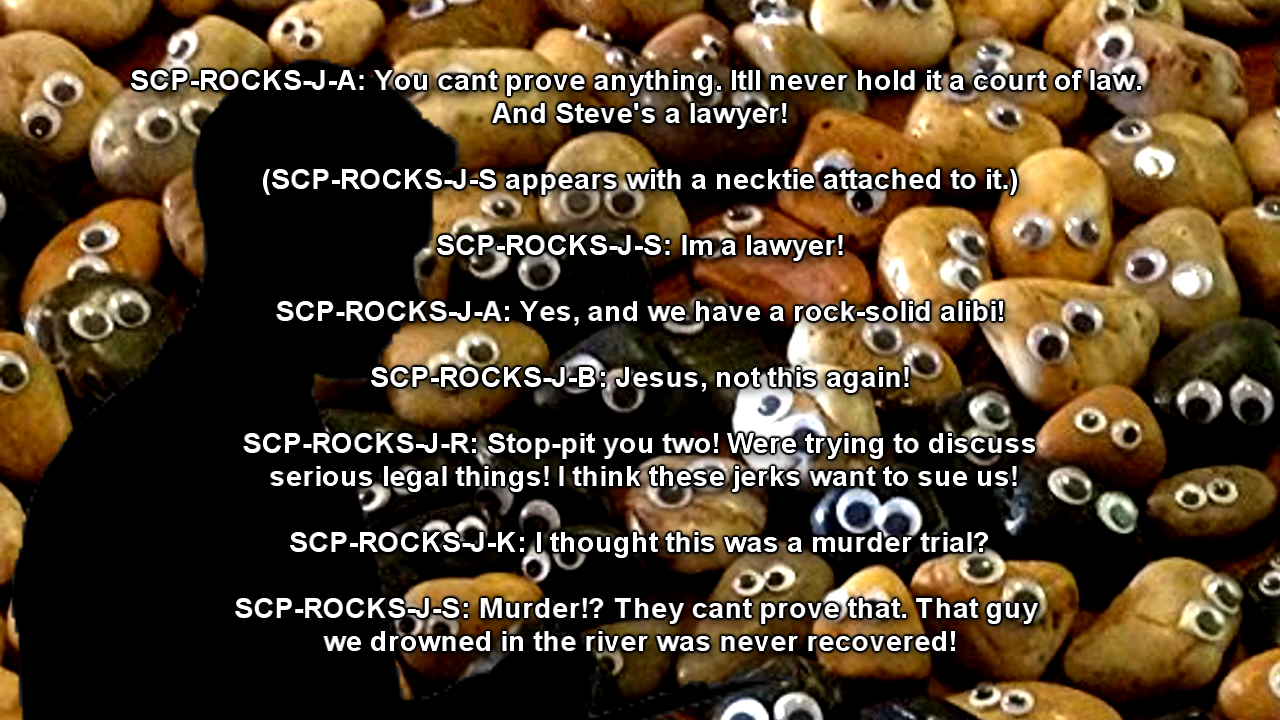 SCP-ROCKS-J-A: You cant prove anything. Itll never hold it a court of law.
And Steve's a lawyer!
(SCP-ROCKS-J-S appears with a necktie attached to it.)
SCP-ROCKS-J-S: Im a lawyer!
SCP-ROCKS-J-A: Yes, and we have a rock-solid alibi!
SCP-ROCKS-J-B: Jesus, not this again!
SCP-ROCKS-J-R: Stop-pit you two! Were trying to discuss
serious legal things! I think these jerks want to sue us!
SCP-ROCKS-J-K: I thought this was a murder trial?
SCP-ROCKS-J-S: Murder!? They cant prove that. That guy
we drowned in the river was never recovered!